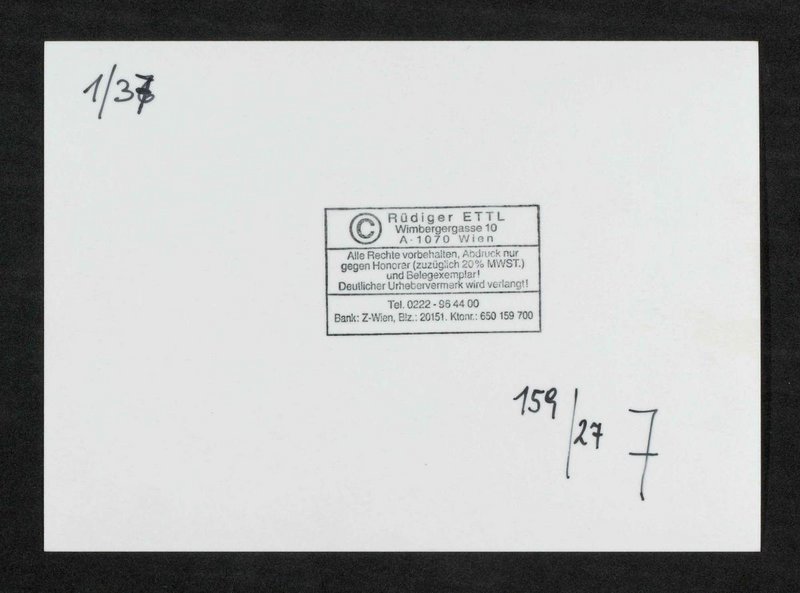 1/37
© Rüdiger ETTL
Wimbergergasse 10
A-1070 Wien
Alle Rechte vorbehalten, Abdruck nur
gegen Honorar (zuzüglich 20% MWST.)
und Belegexemplar!
Deutlicher Urhebervermerk wird verlangt!
Tel. 0222 - 96 44 00
Bank: Z-Wien, Blz.: 20151. Ktonr.: 650 159 700
159/27 7